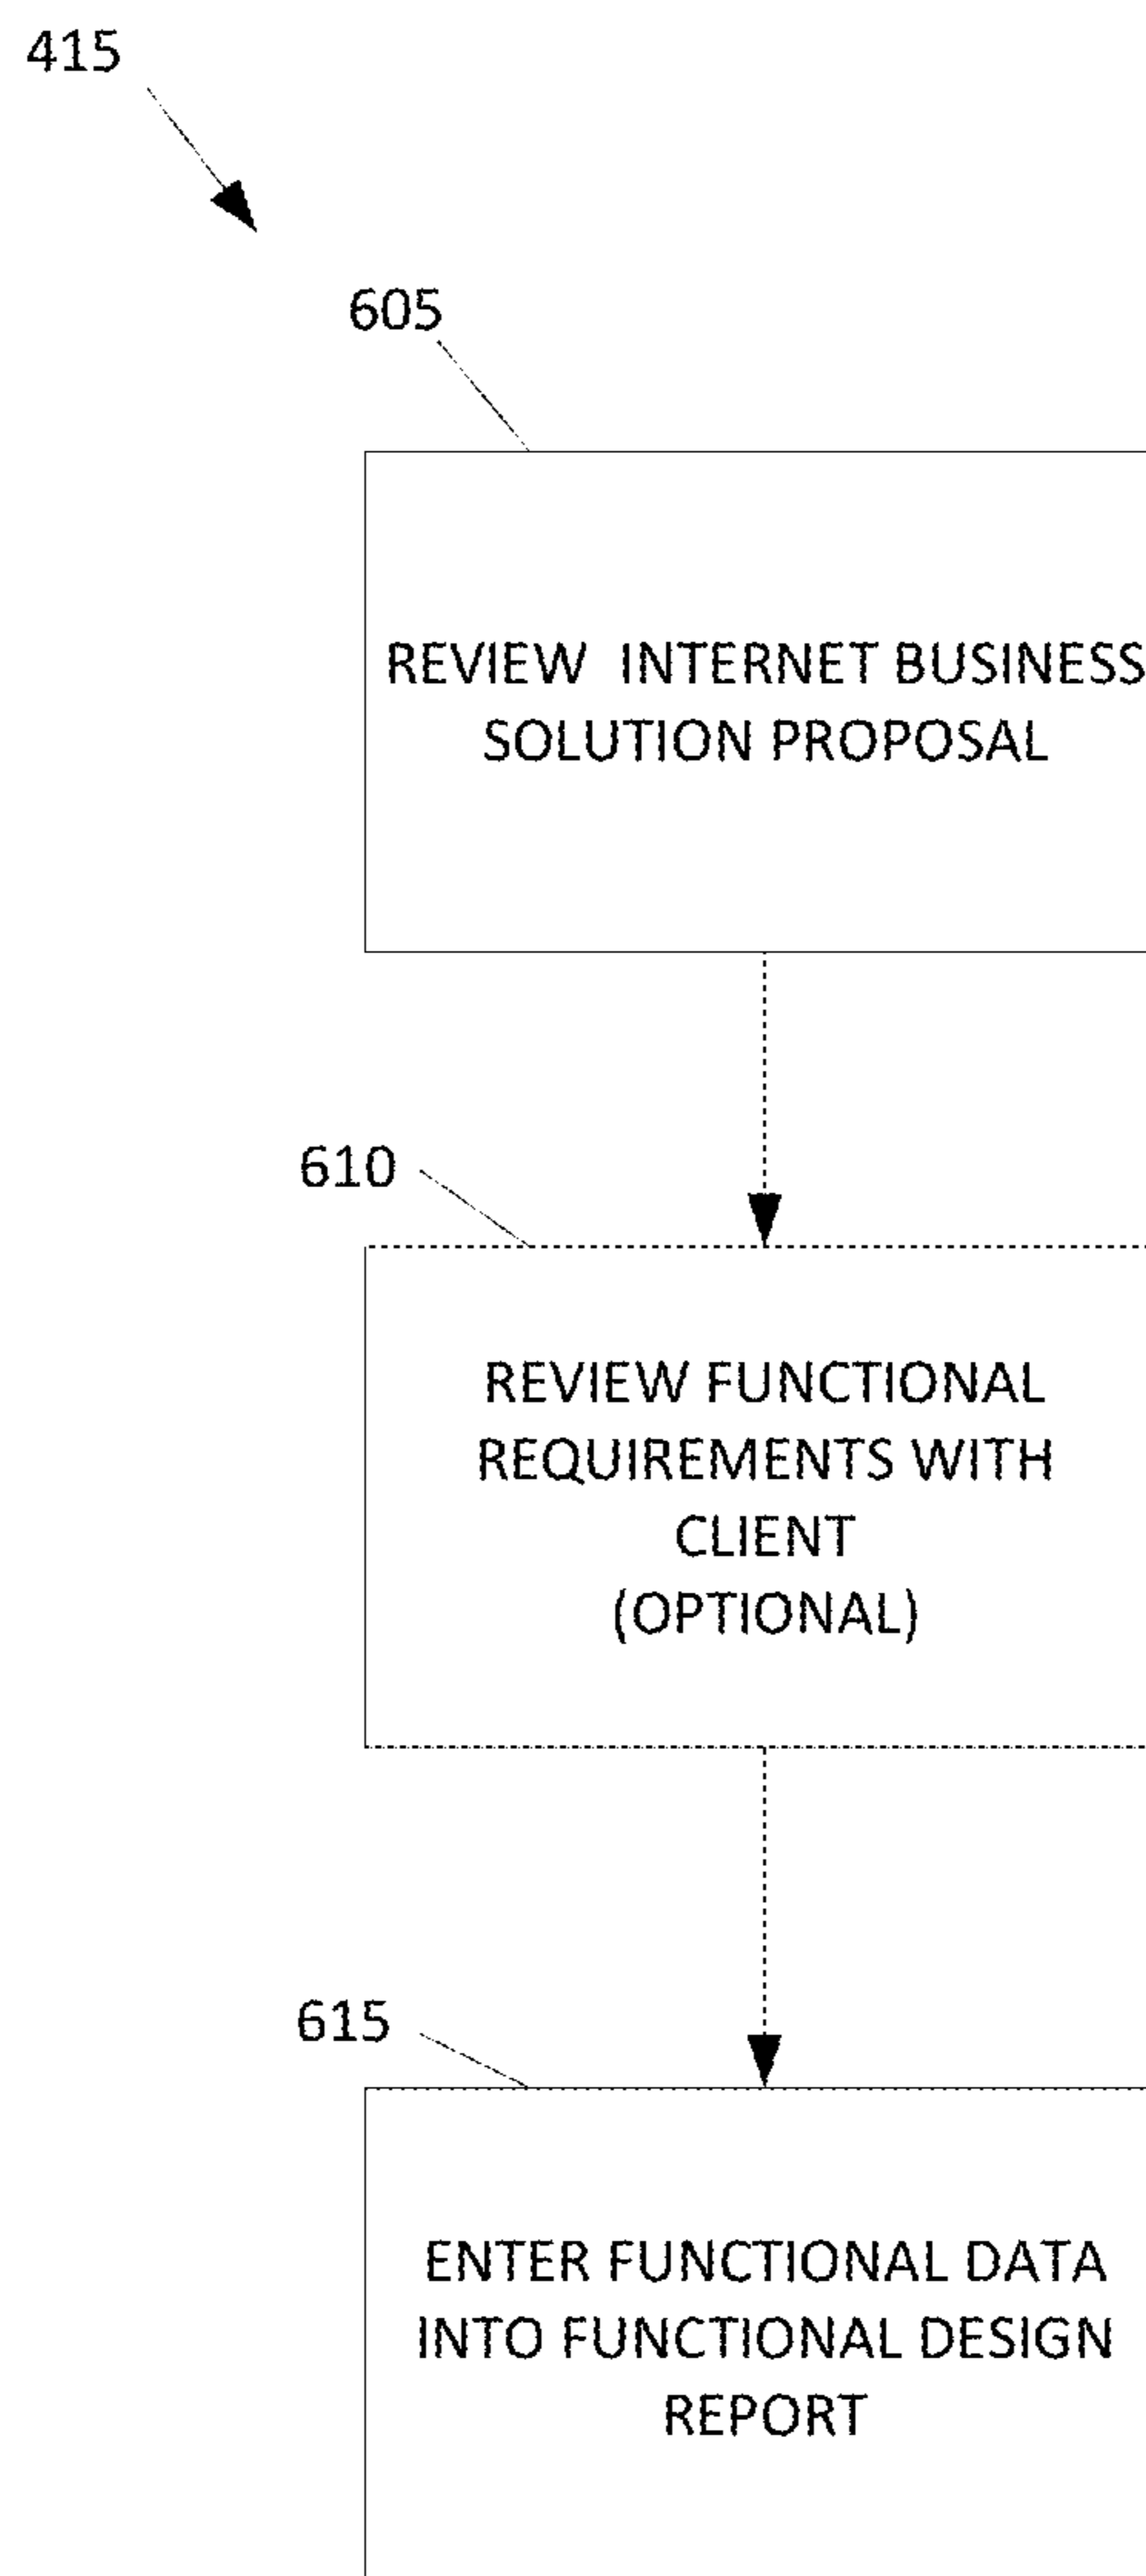 415
605
REVIEW  INTERNET BUSINESS
SOLUTION PROPOSAL
610
REVIEW FUNCTIONAL
REQUIREMENTS WITH
CLIENT
(OPTIONAL)
615
ENTER FUNCTIONAL DATA
INTO FUNCTIONAL DESIGN
REPORT